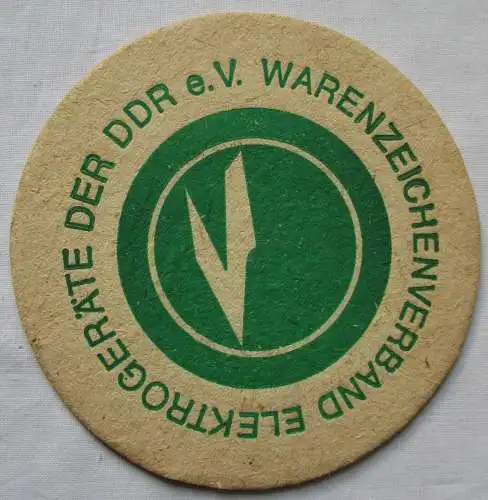 WARENZEICHENVERBAND ELEKTROGERÄTE DER DDR e.V.